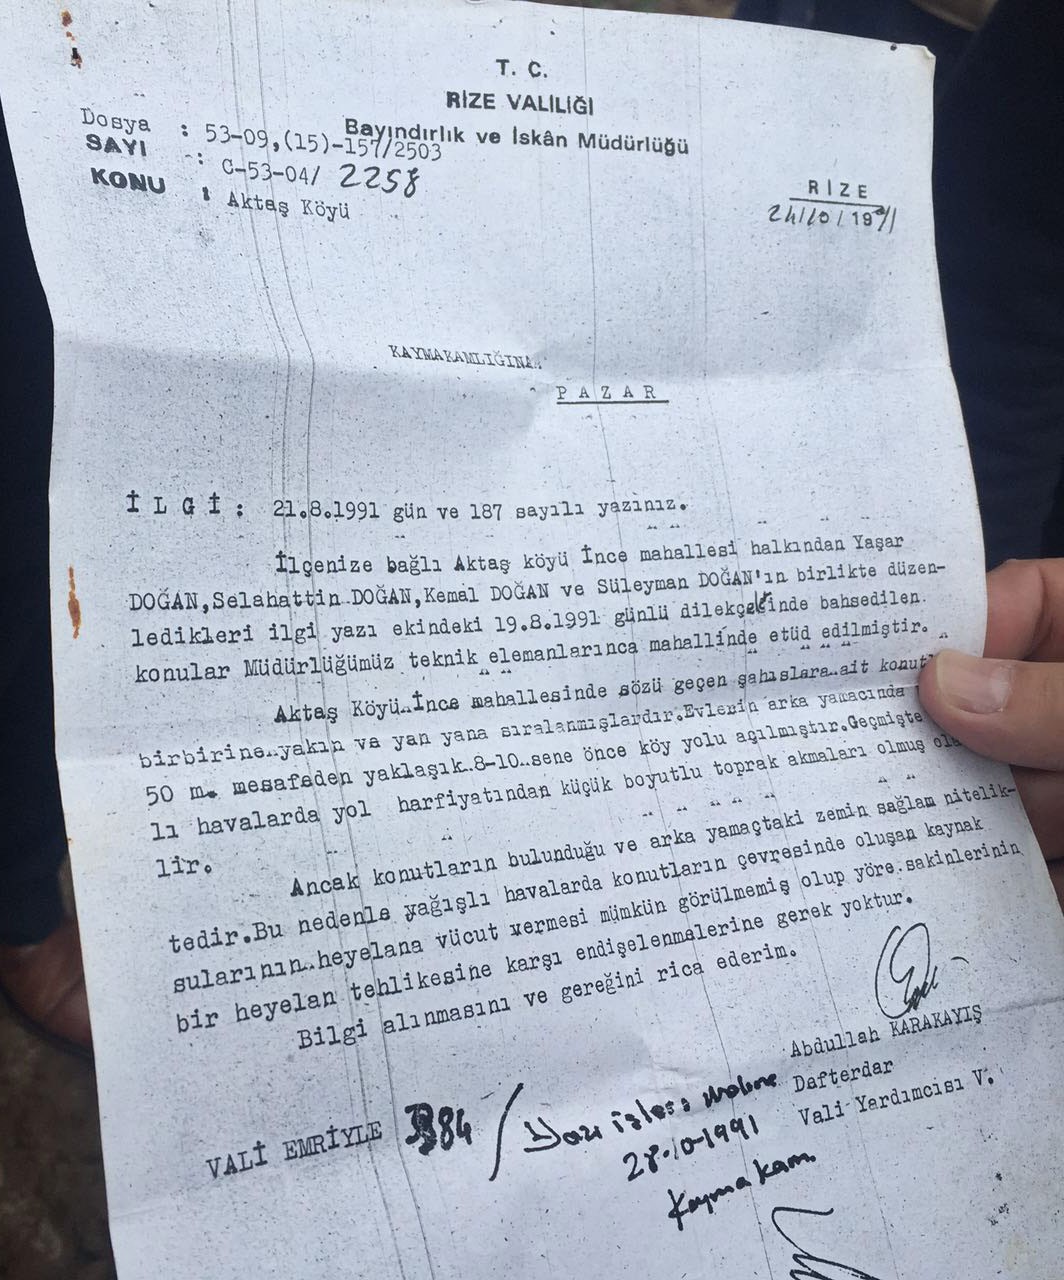 T. C.
RİZE VALİLİĞİ
Bayındırlık ve İskân Müdürlüğü
Dosya : 53-09,(15)-157/2503
SAYI : C-53-04/ 2258
KONU : Aktaş Köyü
RİZE
24/10/1991
KAYMAKAMLIĞINA
PAZAR
İLGİ: 21.8.1991 gün ve 187 sayılı yazınız.
İlçenize bağlı Aktaş köyü İnce mahallesi halkından Yaşar
DOĞAN,Selahattin DOĞAN,Kemal DOĞAN ve Süleyman DOĞAN'ın birlikte düzen-
ledikleri ilgi yazı ekindeki 19.8.1991 günlü dilekçelerinde bahsedilen
konular Müdürlüğümüz teknik elemanlarınca mahallinde etüd edilmiştir.
Aktaş Köyü İnce mahallesinde sözü geçen şahıslara ait
birbirine yakın va yan yana sıralanmışlardır.Evlerin arka yamacında
50 m. mesafeden yaklaşık 8-10 sene önce köy yolu açılmıştır.Geçmişte
lı havalarda yol harfiyatından küçük boyutlu toprak akmaları olmuş
lir.
Ancak konutların bulunduğu ve arka yamaçtaki zemin sağlam nitelik-
tedir.Bu nedenle yağışlı havalarda konutların çevresinde oluşan kaynak
sularının heyelana vücut vermesi mümkün görülmemiş olup yöre sakinlerinin
bir heyelan tehlikesine karşı endişelenmelerine gerek yoktur.
Bilgi alınmasını ve gereğini rica ederim.
Abdullah KARAKAYIŞ
Dafterdar
Vali Yardımcısı V.
VALİ EMRİYLE
Yazı işleri
28.10-1991
Kaymakam